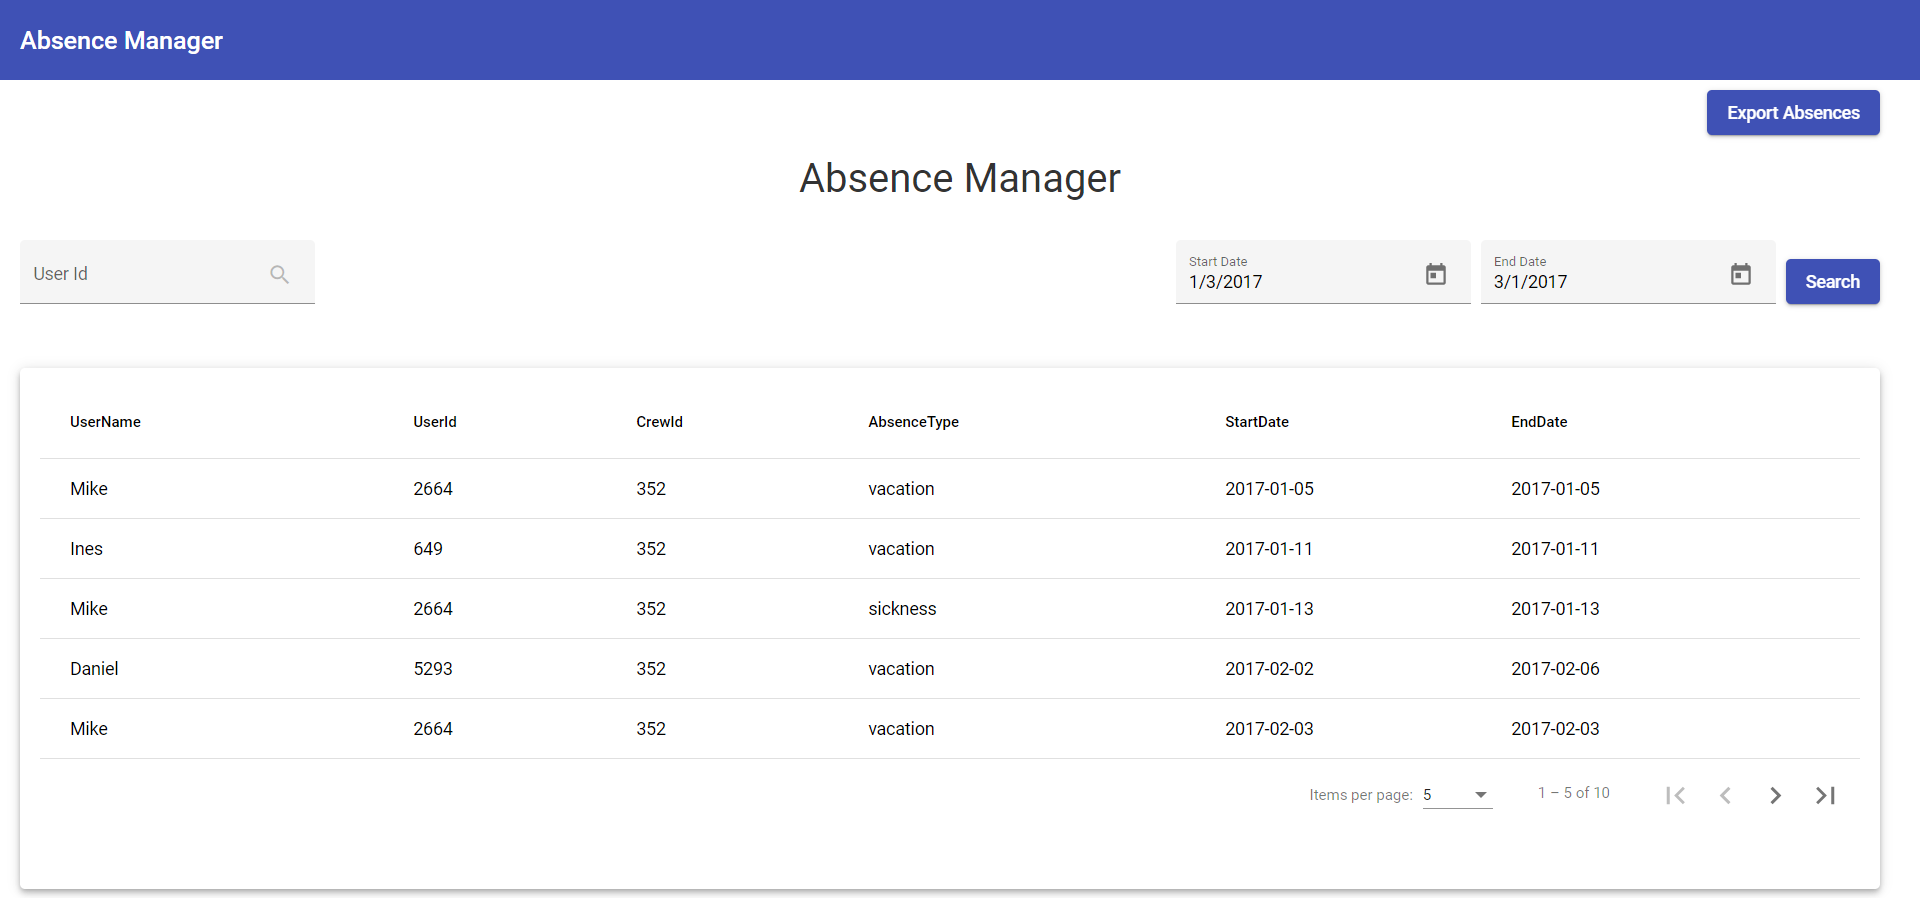 Absence Manager
Export Absences
Absence Manager
User Id
Start Date
1/3/2017
End Date
3/1/2017
Search
UserName UserId CrewId AbsenceType StartDate EndDate
Mike 2664 352 vacation 2017-01-05 2017-01-05
Ines 649 352 vacation 2017-01-11 2017-01-11
Mike 2664 352 sickness 2017-01-13 2017-01-13
Daniel 5293 352 vacation 2017-02-02 2017-02-06
Mike 2664 352 vacation 2017-02-03 2017-02-03
Items per page: 5 1 – 5 of 10